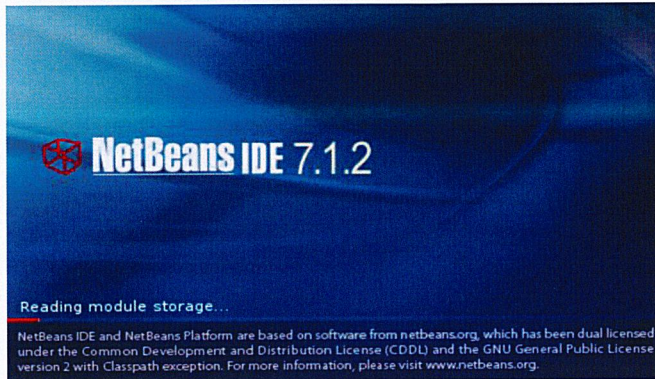 NetBeans IDE 7.1.2
Reading module storage...
NetBeans IDE and NetBeans Platform are based on software from netbeans.org, which has been dual licensed
under the Common Development and Distribution License (CDDL) and the GNU General Public License
version 2 with Classpath exception. For more information, please visit www.netbeans.org.